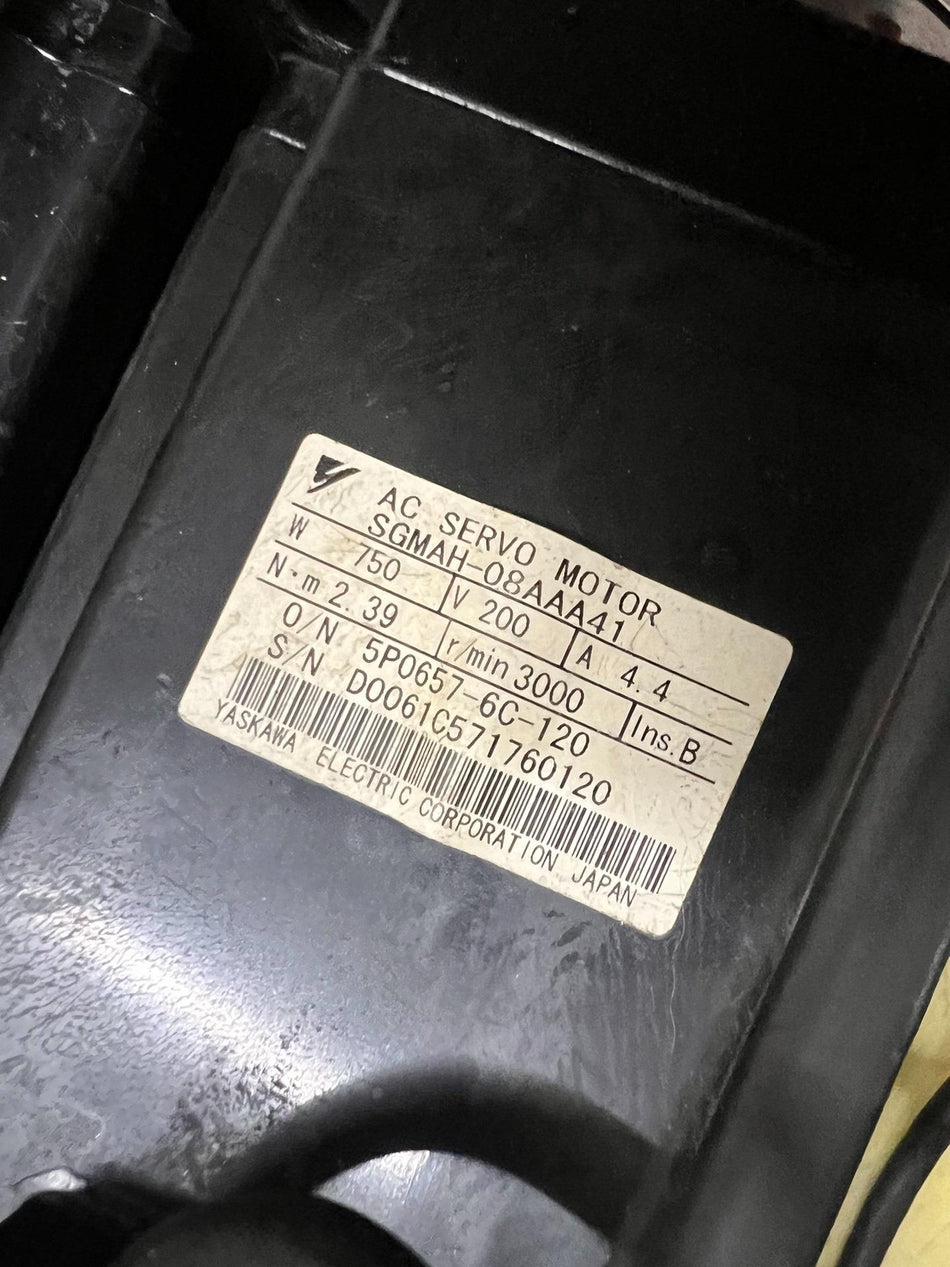 AC SERVO MOTOR
SGMAH-08AAA41
W 750 V 200 A 4.4
N·m 2.39 r/min 3000 Ins. B
O/N 5P0657-6C-120
S/N D0061C571760120
YASKAWA ELECTRIC CORPORATION JAPAN